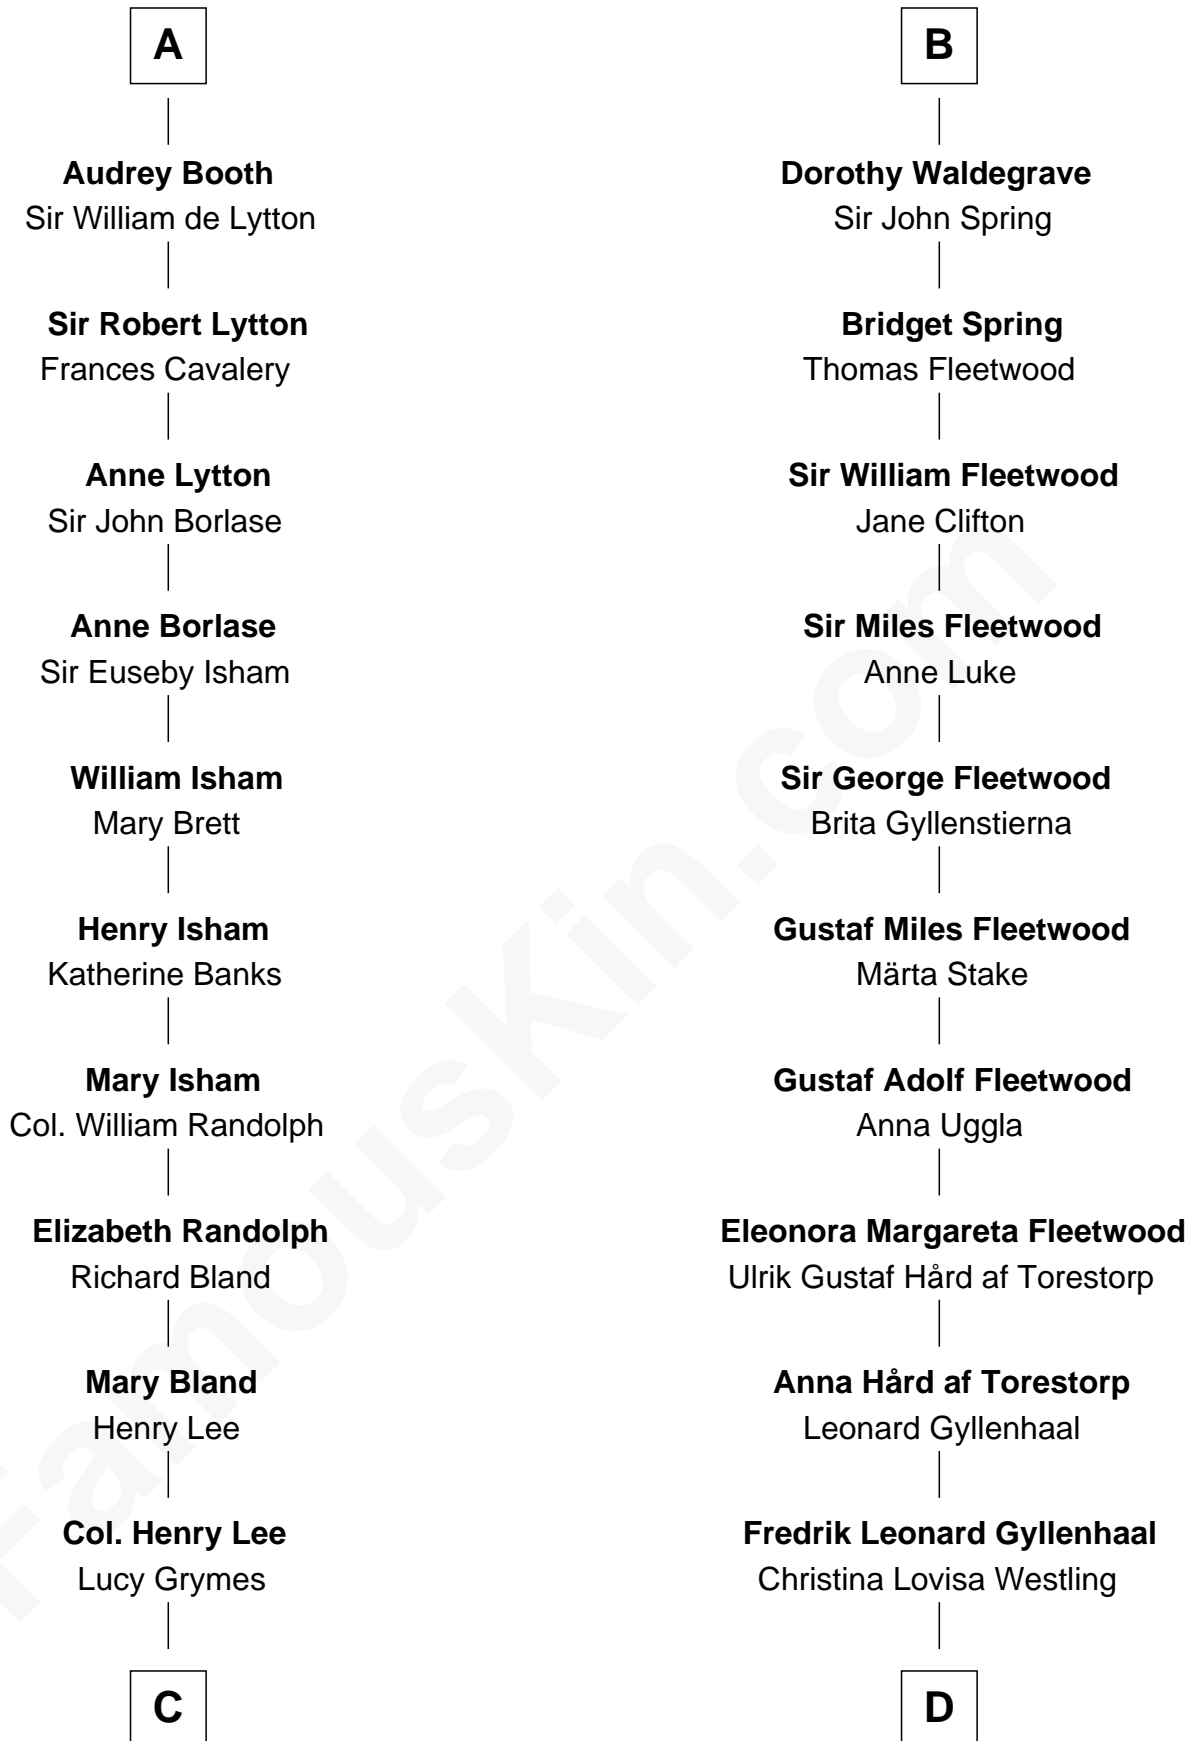 A
Audrey Booth
Sir William de Lytton
Sir Robert Lytton
Frances Cavalery
Anne Lytton
Sir John Borlase
Anne Borlase
Sir Euseby Isham
William Isham
Mary Brett
Henry Isham
Katherine Banks
Mary Isham
Col. William Randolph
Elizabeth Randolph
Richard Bland
Mary Bland
Henry Lee
Col. Henry Lee
Lucy Grymes
C
B
Dorothy Waldegrave
Sir John Spring
Bridget Spring
Thomas Fleetwood
Sir William Fleetwood
Jane Clifton
Sir Miles Fleetwood
Anne Luke
Sir George Fleetwood
Brita Gyllenstierna
Gustaf Miles Fleetwood
Märta Stake
Gustaf Adolf Fleetwood
Anna Uggla
Eleonora Margareta Fleetwood
Ulrik Gustaf Hård af Torestorp
Anna Hård af Torestorp
Leonard Gyllenhaal
Fredrik Leonard Gyllenhaal
Christina Lovisa Westling
D
FamousKin.com